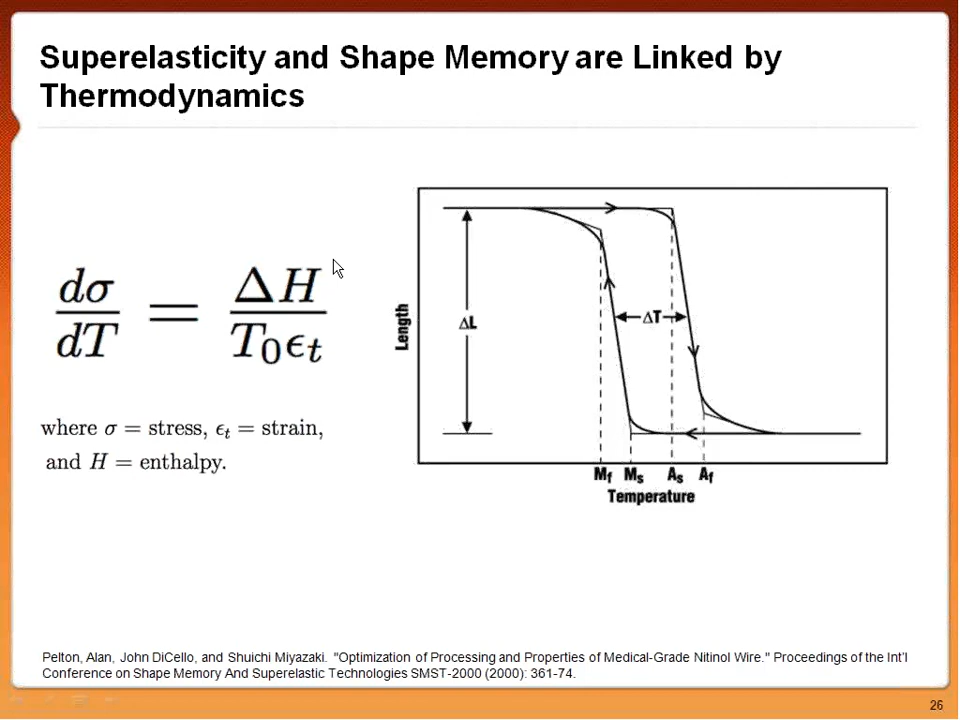 Superelasticity and Shape Memory are Linked by
Thermodynamics
dσ/dT = ΔH/T₀ϵₜ
where σ = stress, ϵₜ = strain,
and H = enthalpy.
Length
ΔL
ΔT
Mf Ms As Af
Temperature
Pelton, Alan, John DiCello, and Shuichi Miyazaki. "Optimization of Processing and Properties of Medical-Grade Nitinol Wire." Proceedings of the Int'l
Conference on Shape Memory And Superelastic Technologies SMST-2000 (2000): 361-74.
26